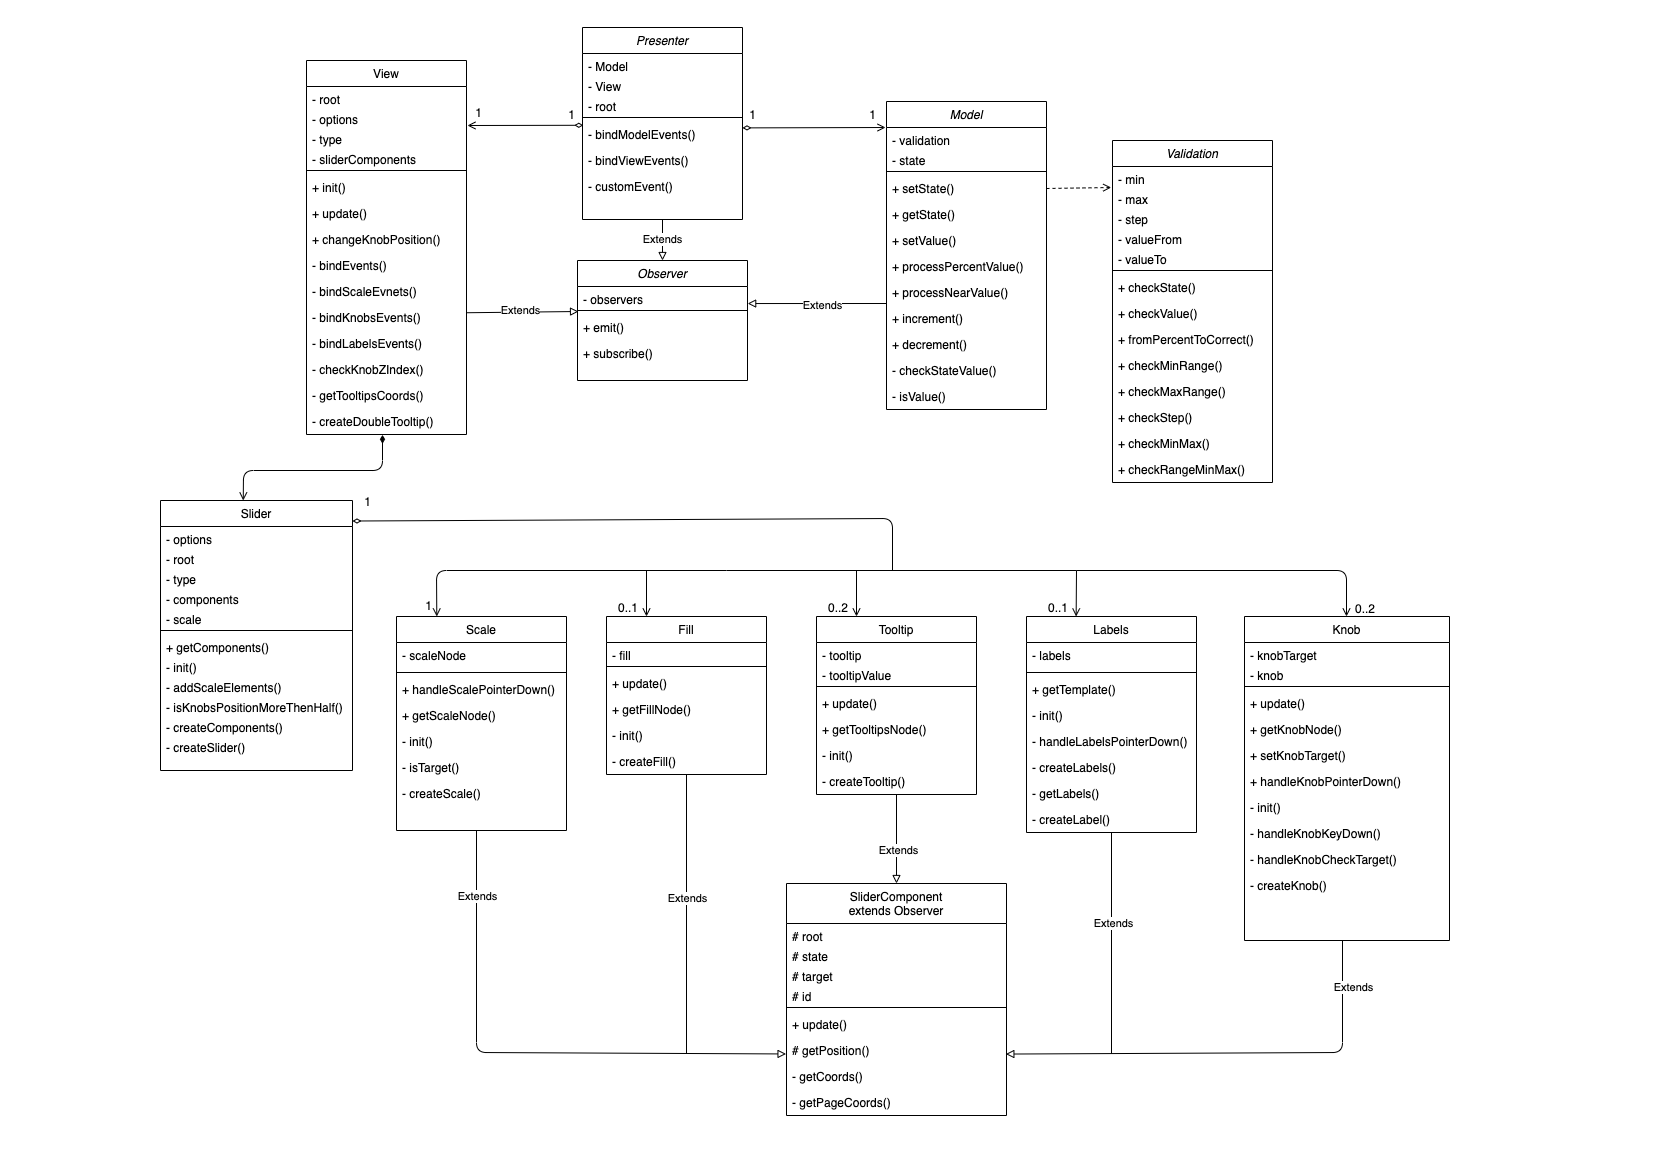 Presenter
- Model
- View
- root
- bindModelEvents()
- bindViewEvents()
- customEvent()
View
- root
- options
- type
- sliderComponents
+ init()
+ update()
+ changeKnobPosition()
- bindEvents()
- bindScaleEvnets()
- bindKnobsEvents()
- bindLabelsEvents()
- checkKnobZIndex()
- getTooltipsCoords()
- createDoubleTooltip()
1
1
1
1
Model
- validation
- state
+ setState()
+ getState()
+ setValue()
+ processPercentValue()
+ processNearValue()
+ increment()
+ decrement()
- checkStateValue()
- isValue()
Validation
- min
- max
- step
- valueFrom
- valueTo
+ checkState()
+ checkValue()
+ fromPercentToCorrect()
+ checkMinRange()
+ checkMaxRange()
+ checkStep()
+ checkMinMax()
+ checkRangeMinMax()
Extends
Observer
- observers
+ emit()
+ subscribe()
Extends
Extends
Slider
- options
- root
- type
- components
- scale
+ getComponents()
- init()
- addScaleElements()
- isKnobsPositionMoreThenHalf()
- createComponents()
- createSlider()
1
1
0..1
0..2
0..1
0..2
Scale
- scaleNode
+ handleScalePointerDown()
+ getScaleNode()
- init()
- isTarget()
- createScale()
Fill
- fill
+ update()
+ getFillNode()
- init()
- createFill()
Tooltip
- tooltip
- tooltipValue
+ update()
+ getTooltipsNode()
- init()
- createTooltip()
Labels
- labels
+ getTemplate()
- init()
- handleLabelsPointerDown()
- createLabels()
- getLabels()
- createLabel()
Knob
- knobTarget
- knob
+ update()
+ getKnobNode()
+ setKnobTarget()
+ handleKnobPointerDown()
- init()
- handleKnobKeyDown()
- handleKnobCheckTarget()
- createKnob()
Extends
Extends
Extends
Extends
Extends
SliderComponent
extends Observer
# root
# state
# target
# id
+ update()
# getPosition()
- getCoords()
- getPageCoords()